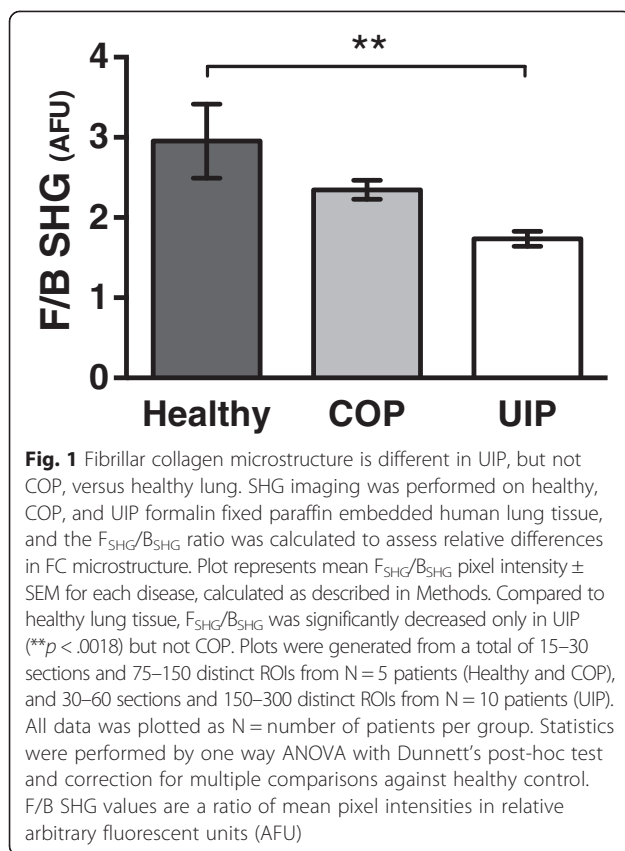 **
4
3
2
1
0
F/B SHG (AFU)
Healthy COP UIP
Fig. 1 Fibrillar collagen microstructure is different in UIP, but not
COP, versus healthy lung. SHG imaging was performed on healthy,
COP, and UIP formalin fixed paraffin embedded human lung tissue,
and the FSHG/BSHG ratio was calculated to assess relative differences
in FC microstructure. Plot represents mean FSHG/BSHG pixel intensity ±
SEM for each disease, calculated as described in Methods. Compared to
healthy lung tissue, FSHG/BSHG was significantly decreased only in UIP
(**p < .0018) but not COP. Plots were generated from a total of 15–30
sections and 75–150 distinct ROIs from N = 5 patients (Healthy and COP),
and 30–60 sections and 150–300 distinct ROIs from N = 10 patients (UIP).
All data was plotted as N = number of patients per group. Statistics
were performed by one way ANOVA with Dunnett's post-hoc test
and correction for multiple comparisons against healthy control.
F/B SHG values are a ratio of mean pixel intensities in relative
arbitrary fluorescent units (AFU)